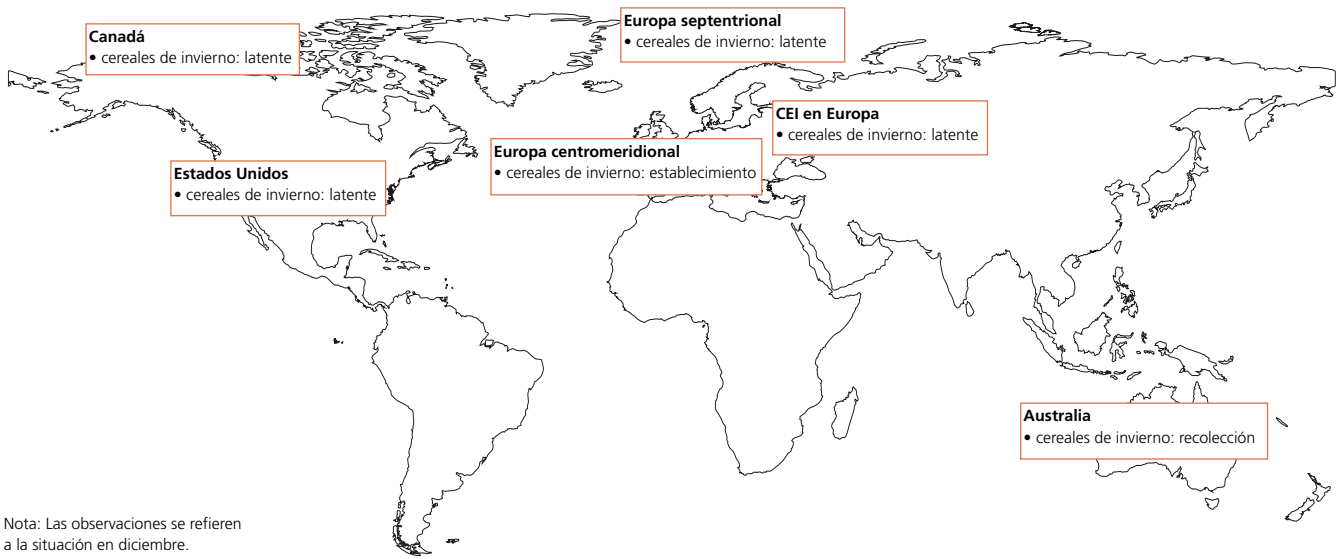 Canadá
• cereales de invierno: latente
Europa septentrional
• cereales de invierno: latente
CEI en Europa
• cereales de invierno: latente
Europa centromeridional
• cereales de invierno: establecimiento
Estados Unidos
• cereales de invierno: latente
Australia
• cereales de invierno: recolección
Nota: Las observaciones se refieren
a la situación en diciembre.